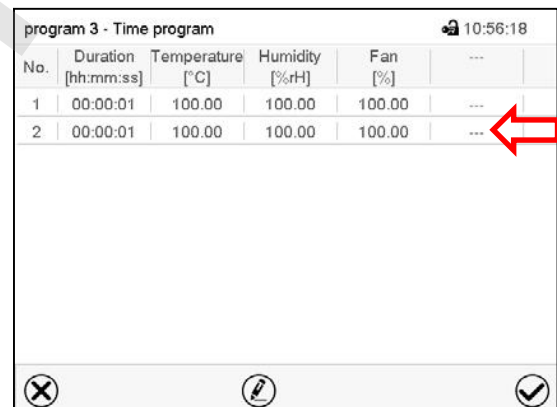 program 3 - Time program 10:56:18
No. Duration [hh:mm:ss] Temperature [°C] Humidity [%rH] Fan [%] ---
1 00:00:01 100.00 100.00 100.00 ---
2 00:00:01 100.00 100.00 100.00 ---